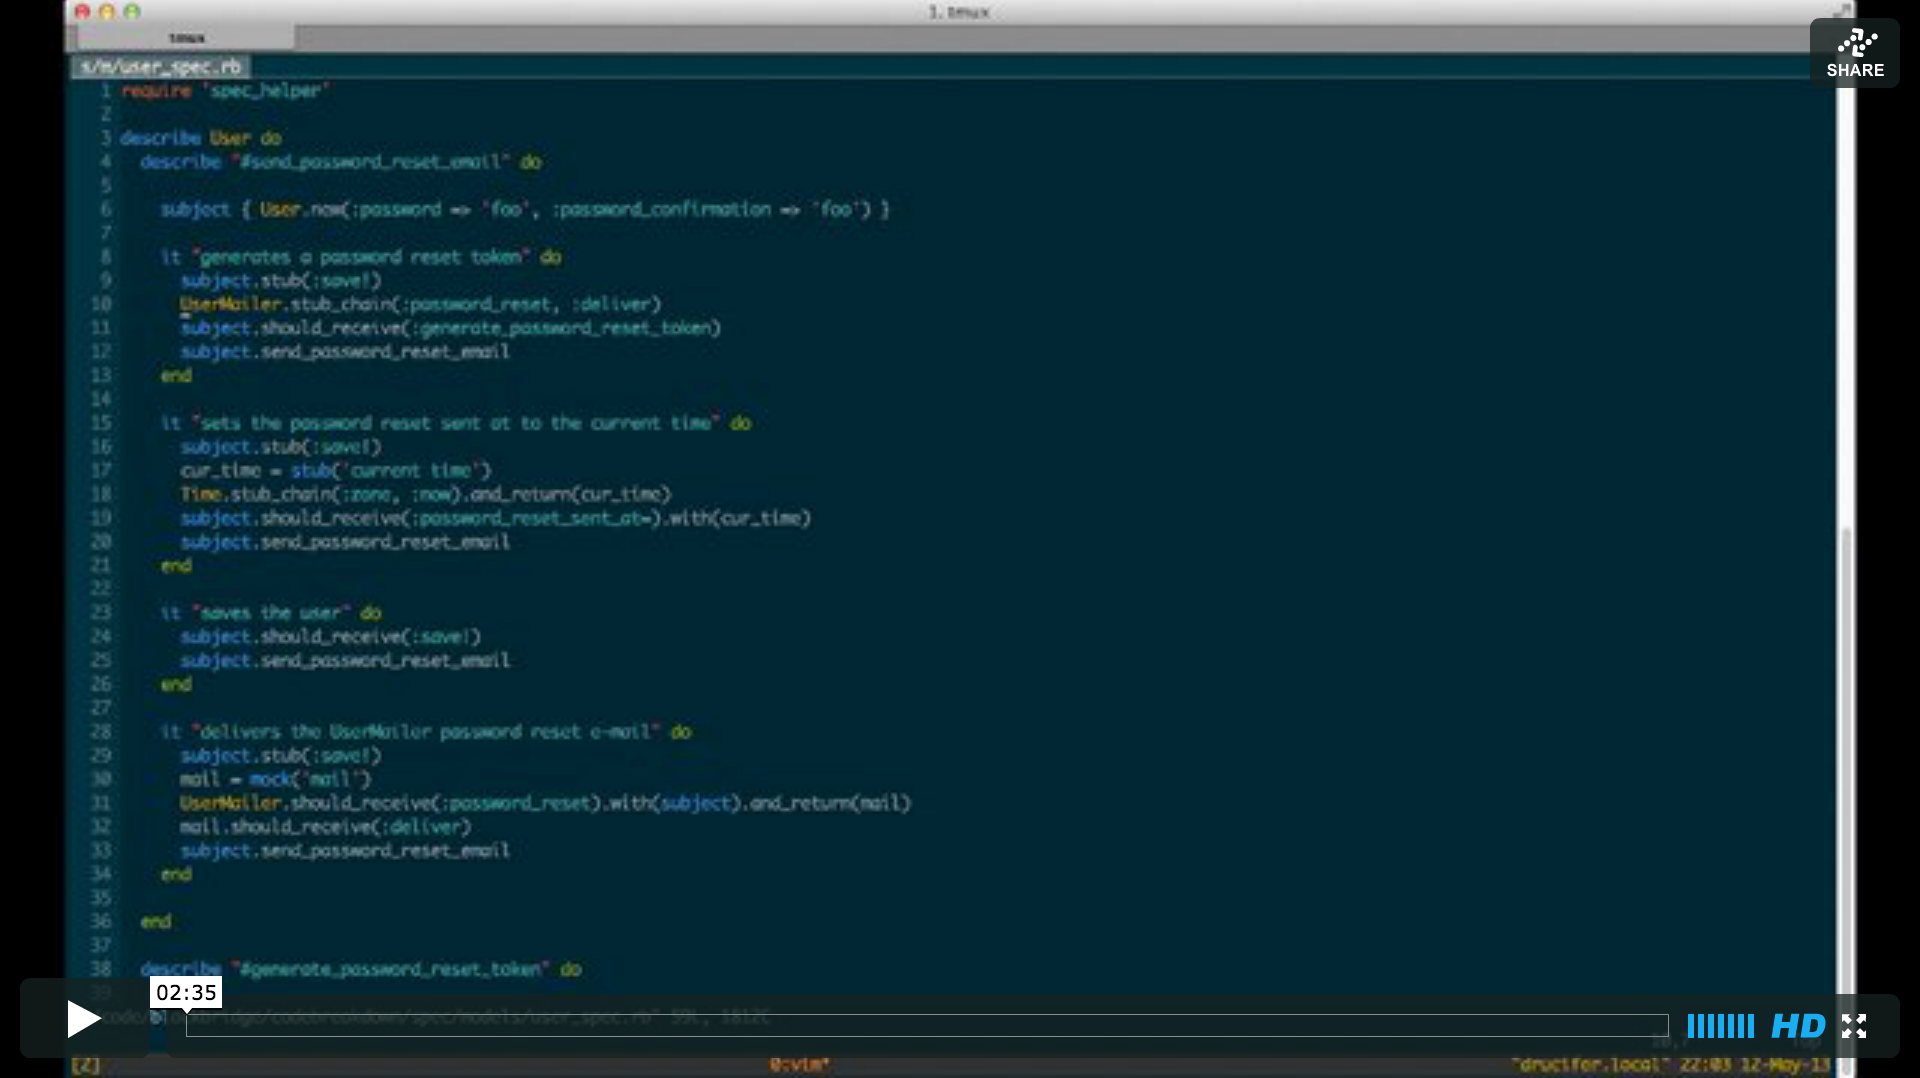 1. tmux
tmux
SHARE
s/m/user_spec.rb
1 require 'spec_helper'
2
3 describe User do
4 describe "#send_password_reset_email" do
5
6 subject { User.new(:password => 'foo', :password_confirmation => 'foo') }
7
8 it "generates a password reset token" do
9 subject.stub(:save!)
10 UserMailer.stub_chain(:password_reset, :deliver)
11 subject.should_receive(:generate_password_reset_token)
12 subject.send_password_reset_email
13 end
14
15 it "sets the password reset sent at to the current time" do
16 subject.stub(:save!)
17 cur_time = stub('current time')
18 Time.stub_chain(:zone, :now).and_return(cur_time)
19 subject.should_receive(:password_reset_sent_at=).with(cur_time)
20 subject.send_password_reset_email
21 end
22
23 it "saves the user" do
24 subject.should_receive(:save!)
25 subject.send_password_reset_email
26 end
27
28 it "delivers the UserMailer password reset e-mail" do
29 subject.stub(:save!)
30 mail = mock('mail')
31 UserMailer.should_receive(:password_reset).with(subject).and_return(mail)
32 mail.should_receive(:deliver)
33 subject.send_password_reset_email
34 end
35
36 end
37
38 describe "#generate_password_reset_token" do
39
02:35
HD
[2] 0:vim* "drucifer.local" 22:03 12-May-13